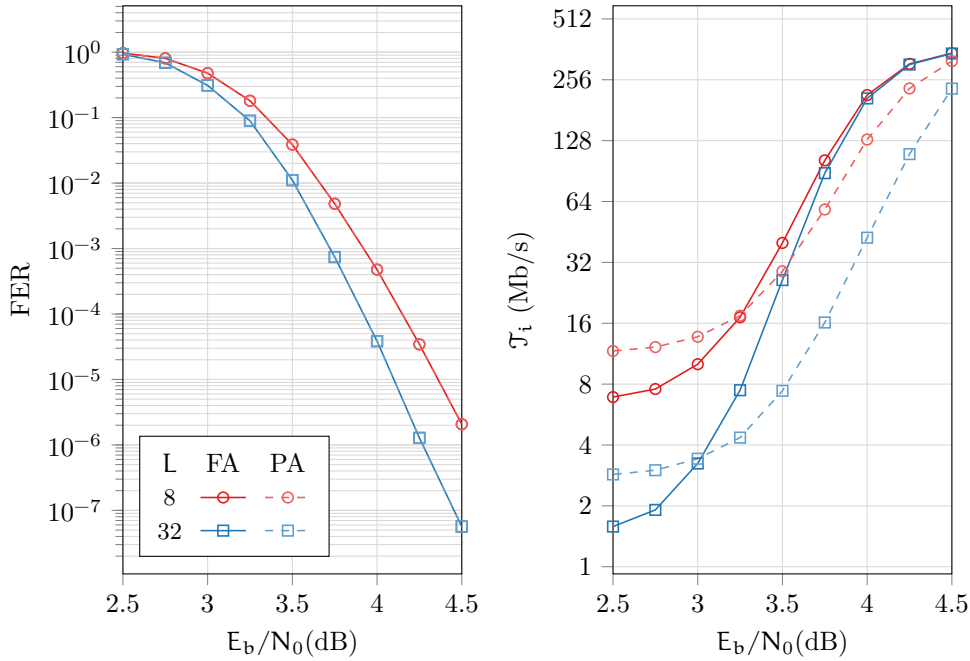 FER
10^0
10^{-1}
10^{-2}
10^{-3}
10^{-4}
10^{-5}
10^{-6}
10^{-7}
L FA PA
8
32
2.5 3 3.5 4 4.5
E_b/N_0(dB)
𝒯_i (Mb/s)
512
256
128
64
32
16
8
4
2
1
2.5 3 3.5 4 4.5
E_b/N_0(dB)